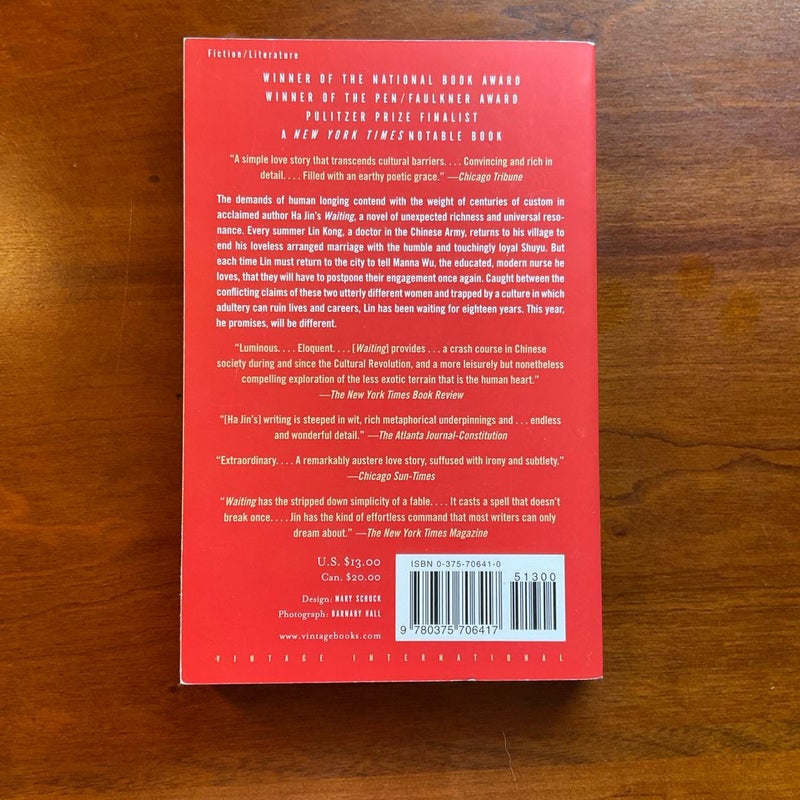 Fiction/Literature
WINNER OF THE NATIONAL BOOK AWARD
WINNER OF THE PEN/FAULKNER AWARD
PULITZER PRIZE FINALIST
A NEW YORK TIMES NOTABLE BOOK
“A simple love story that transcends cultural barriers. . . . Convincing and rich in
detail. . . . Filled with an earthy poetic grace.” —Chicago Tribune
The demands of human longing contend with the weight of centuries of custom in
acclaimed author Ha Jin’s Waiting, a novel of unexpected richness and universal reso-
nance. Every summer Lin Kong, a doctor in the Chinese Army, returns to his village to
end his loveless arranged marriage with the humble and touchingly loyal Shuyu. But
each time Lin must return to the city to tell Manna Wu, the educated, modern nurse he
loves, that they will have to postpone their engagement once again. Caught between the
conflicting claims of these two utterly different women and trapped by a culture in which
adultery can ruin lives and careers, Lin has been waiting for eighteen years. This year,
he promises, will be different.
“Luminous. . . . Eloquent. . . . [Waiting] provides . . . a crash course in Chinese
society during and since the Cultural Revolution, and a more leisurely but nonetheless
compelling exploration of the less exotic terrain that is the human heart.”
—The New York Times Book Review
“[Ha Jin’s] writing is steeped in wit, rich metaphorical underpinnings and . . . endless
and wonderful detail.” —The Atlanta Journal-Constitution
“Extraordinary. . . . A remarkably austere love story, suffused with irony and subtlety.”
—Chicago Sun-Times
“Waiting has the stripped down simplicity of a fable. . . . It casts a spell that doesn’t
break once. . . . Jin has the kind of effortless command that most writers can only
dream about.” —The New York Times Magazine
U.S. $13.00
Can. $20.00
Design: MARY SCHUCK
Photograph: BARNABY HALL
www.vintagebooks.com
ISBN 0-375-70641-0
51300
9 780375 706417
VINTAGE INTERNATIONAL